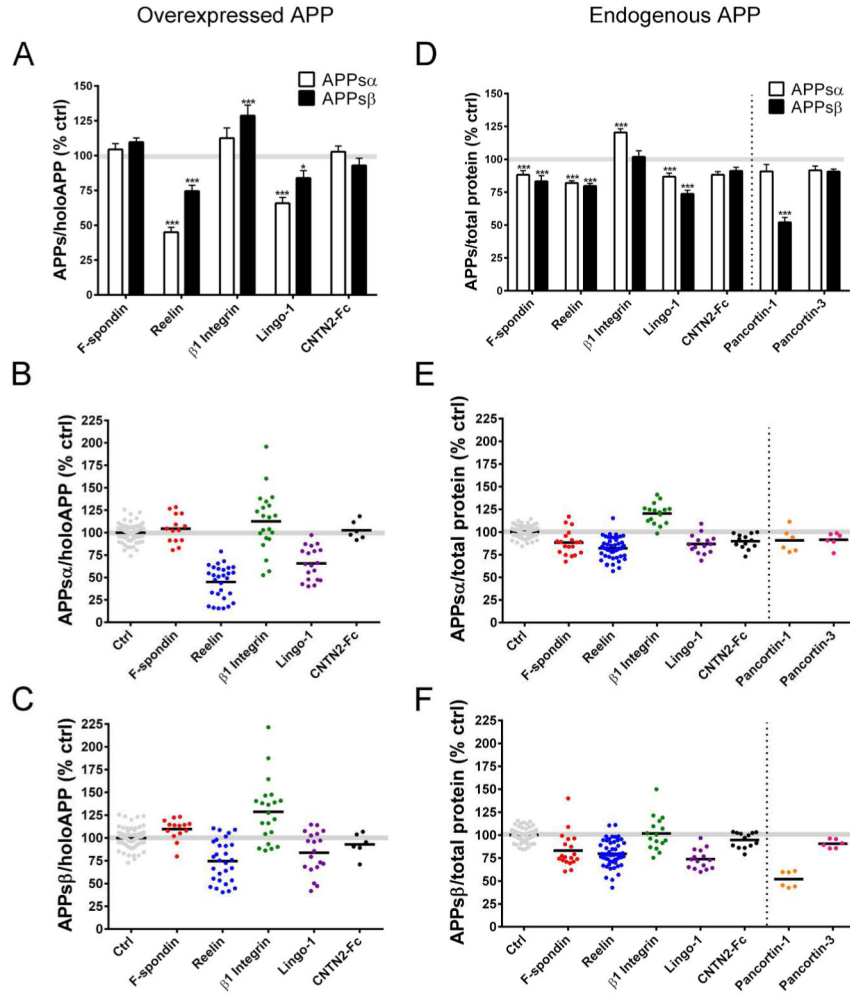 Overexpressed APP
Endogenous APP
A
APPsα
APPsβ
APPs/holoAPP (% ctrl)
150
125
100
75
50
25
0
***
***
***
***
*
F-spondin
Reelin
β1 Integrin
Lingo-1
CNTN2-Fc
D
APPsα
APPsβ
APPs/total protein (% ctrl)
150
125
100
75
50
25
0
***
***
***
***
***
***
***
***
F-spondin
Reelin
β1 Integrin
Lingo-1
CNTN2-Fc
Pancortin-1
Pancortin-3
B
APPsα/holoAPP (% ctrl)
225
200
175
150
125
100
75
50
25
0
Ctrl
F-spondin
Reelin
β1 Integrin
Lingo-1
CNTN2-Fc
E
APPsα/total protein (% ctrl)
225
200
175
150
125
100
75
50
25
0
Ctrl
F-spondin
Reelin
β1 Integrin
Lingo-1
CNTN2-Fc
Pancortin-1
Pancortin-3
C
APPsβ/holoAPP (% ctrl)
225
200
175
150
125
100
75
50
25
0
Ctrl
F-spondin
Reelin
β1 Integrin
Lingo-1
CNTN2-Fc
F
APPsβ/total protein (% ctrl)
225
200
175
150
125
100
75
50
25
0
Ctrl
F-spondin
Reelin
β1 Integrin
Lingo-1
CNTN2-Fc
Pancortin-1
Pancortin-3